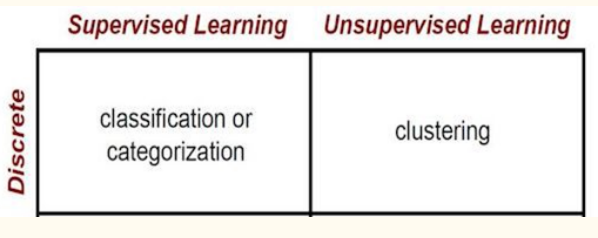 Supervised Learning Unsupervised Learning
Discrete
classification or
categorization
clustering